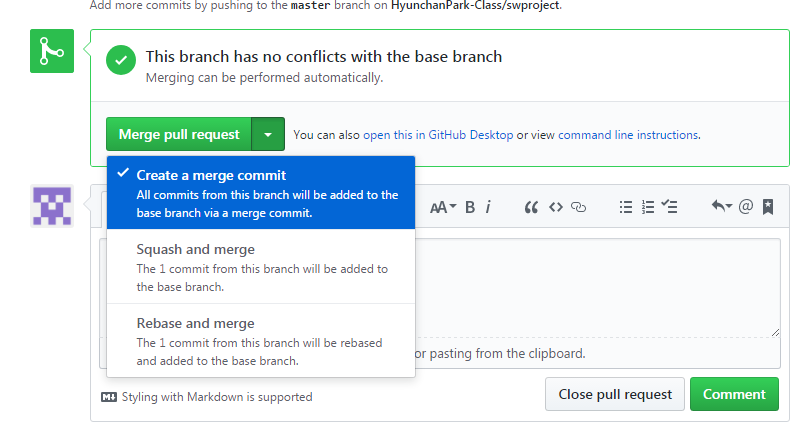 Add more commits by pushing to the master branch on HyunchanPark-Class/swproject.
This branch has no conflicts with the base branch
Merging can be performed automatically.
Merge pull request
You can also open this in GitHub Desktop or view command line instructions.
Create a merge commit
All commits from this branch will be added to the
base branch via a merge commit.
AA B i
Squash and merge
The 1 commit from this branch will be added to
the base branch.
Rebase and merge
The 1 commit from this branch will be rebased
and added to the base branch.
or pasting from the clipboard.
Styling with Markdown is supported
Close pull request
Comment